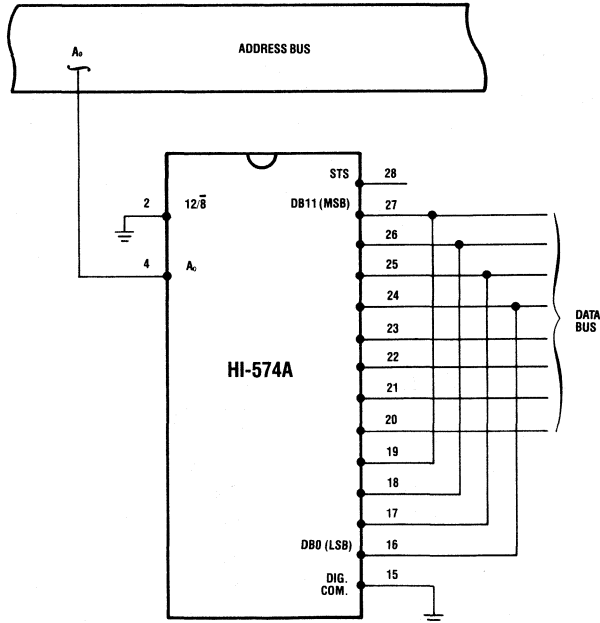 A₀ ADDRESS BUS
STS 28
2 12/8̅ DB11 (MSB) 27
26
4 A₀ 25
24
23
DATA
BUS
HI-574A 22
21
20
19
18
17
DB0 (LSB) 16
DIG.
COM. 15